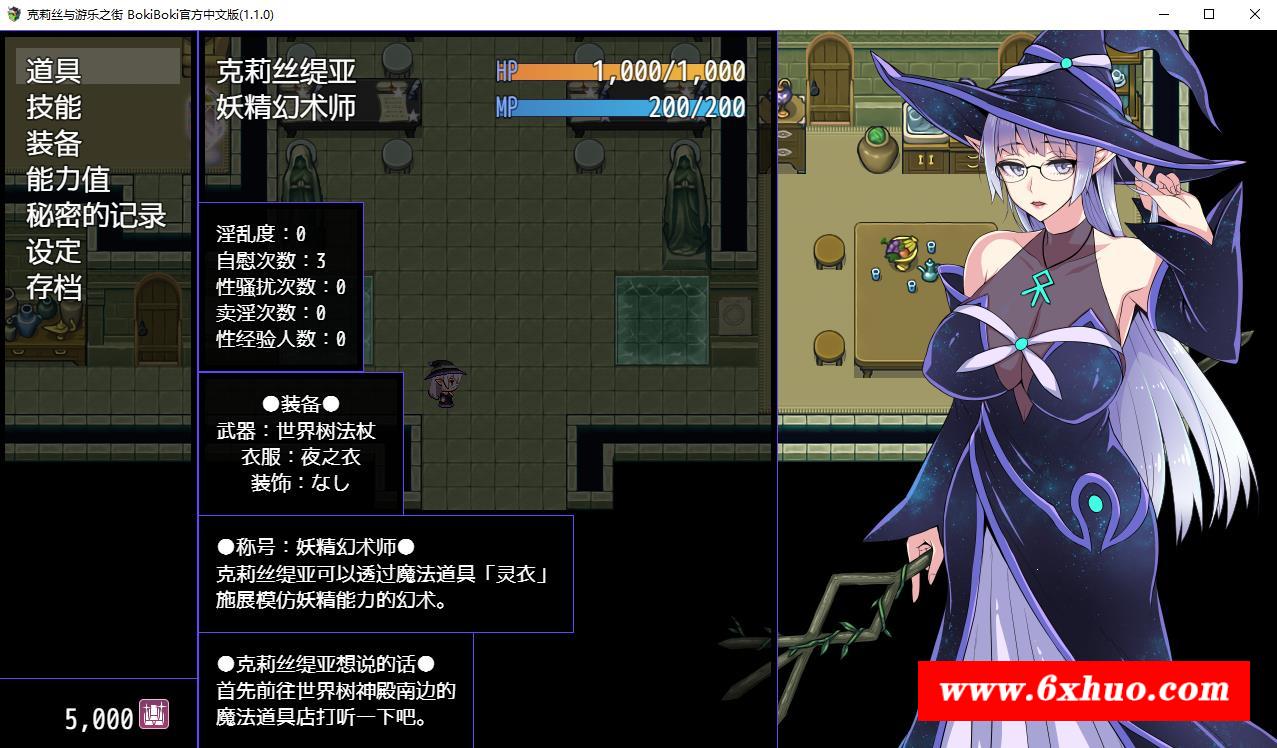 克莉丝与游乐之街 BokiBoki官方中文版(1.1.0)
道具
技能
装备
能力值
秘密的记录
设定
存档
克莉丝缇亚
HP 1,000/1,000
妖精幻术师
MP 200/200
淫乱度：0
自慰次数：3
性骚扰次数：0
卖淫次数：0
性经验人数：0
●装备●
武器：世界树法杖
衣服：夜之衣
装饰：なし
●称号：妖精幻术师●
克莉丝缇亚可以透过魔法道具「灵衣」
施展模仿妖精能力的幻术。
●克莉丝缇亚想说的话●
首先前往世界树神殿南边的
魔法道具店打听一下吧。
5,000
www.6xhuo.com